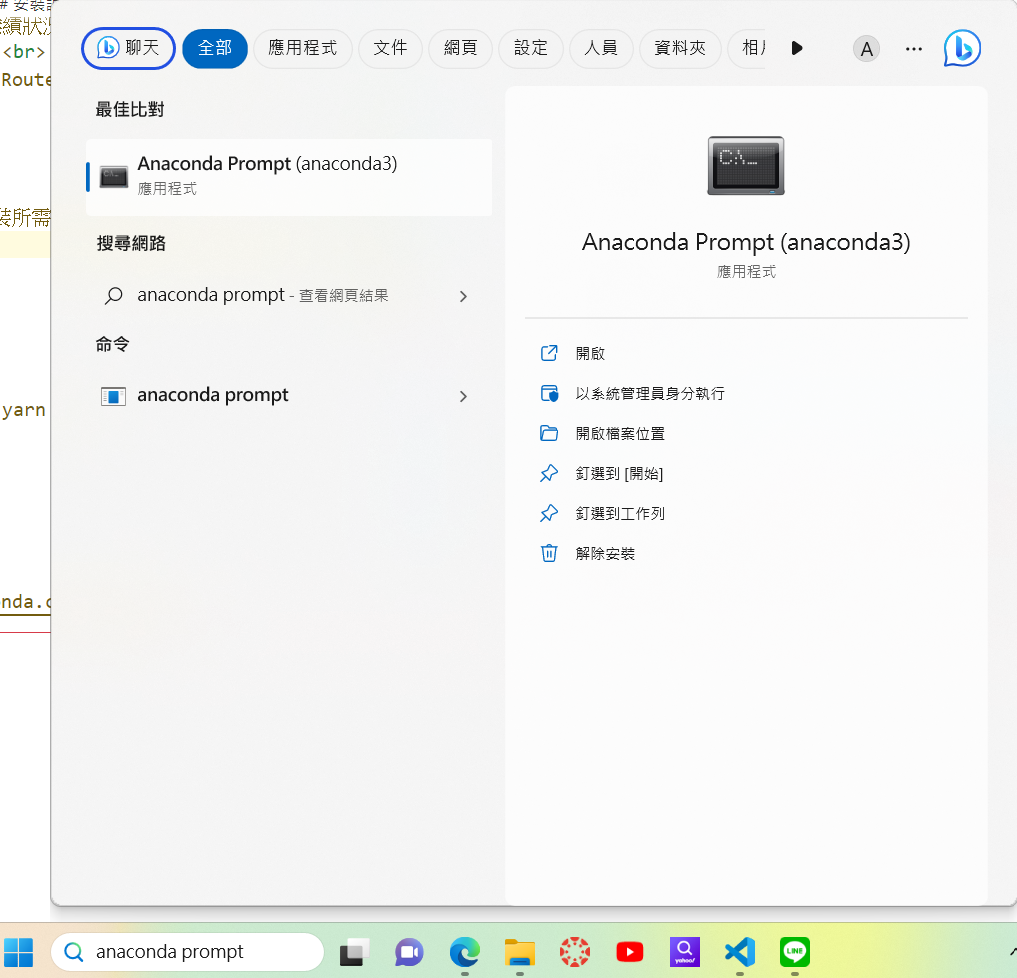 # 安裝
續狀
<br>
Route
裝所需
yarn
nda.c
聊天 全部 應用程式 文件 網頁 設定 人員 資料夾 A ...
最佳比對
Anaconda Prompt (anaconda3)
應用程式
搜尋網路
anaconda prompt - 查看網頁結果
命令
anaconda prompt
C:\_
Anaconda Prompt (anaconda3)
應用程式
開啟
以系統管理員身分執行
開啟檔案位置
釘選到 [開始]
釘選到工作列
解除安裝
anaconda prompt
yahoo!
LINE